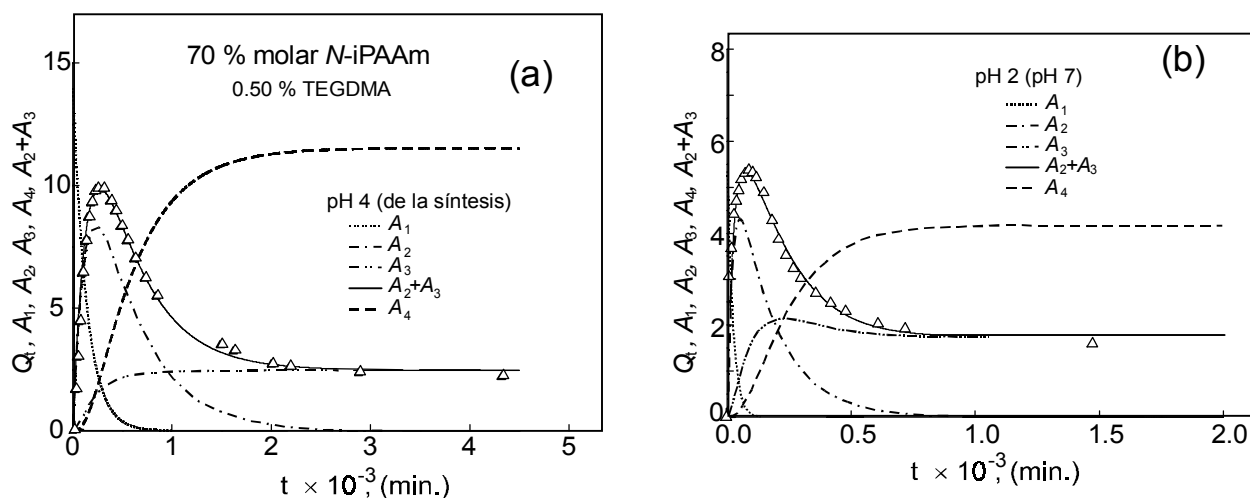 15
10
5
0
Qt, A1, A2, A3, A4, A2+A3
70 % molar N-iPAAm
0.50 % TEGDMA
(a)
pH 4 (de la síntesis)
A1
A2
A3
A2+A3
A4
0
1
2
3
4
5
t × 10-3, (min.)
8
6
4
2
0
Qt, A1, A2, A3, A4, A2+A3
(b)
pH 2 (pH 7)
A1
A2
A3
A2+A3
A4
0.0
0.5
1.0
1.5
2.0
t × 10-3, (min.)